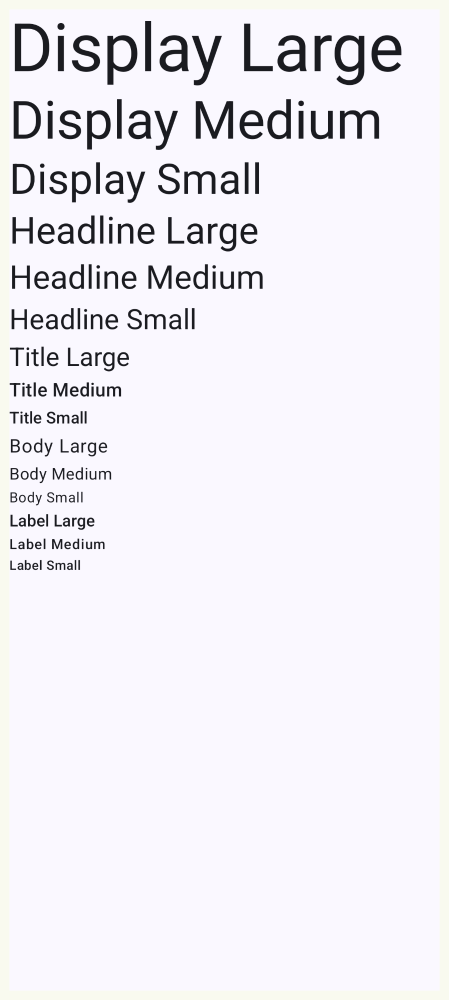 Display Large
Display Medium
Display Small
Headline Large
Headline Medium
Headline Small
Title Large
Title Medium
Title Small
Body Large
Body Medium
Body Small
Label Large
Label Medium
Label Small